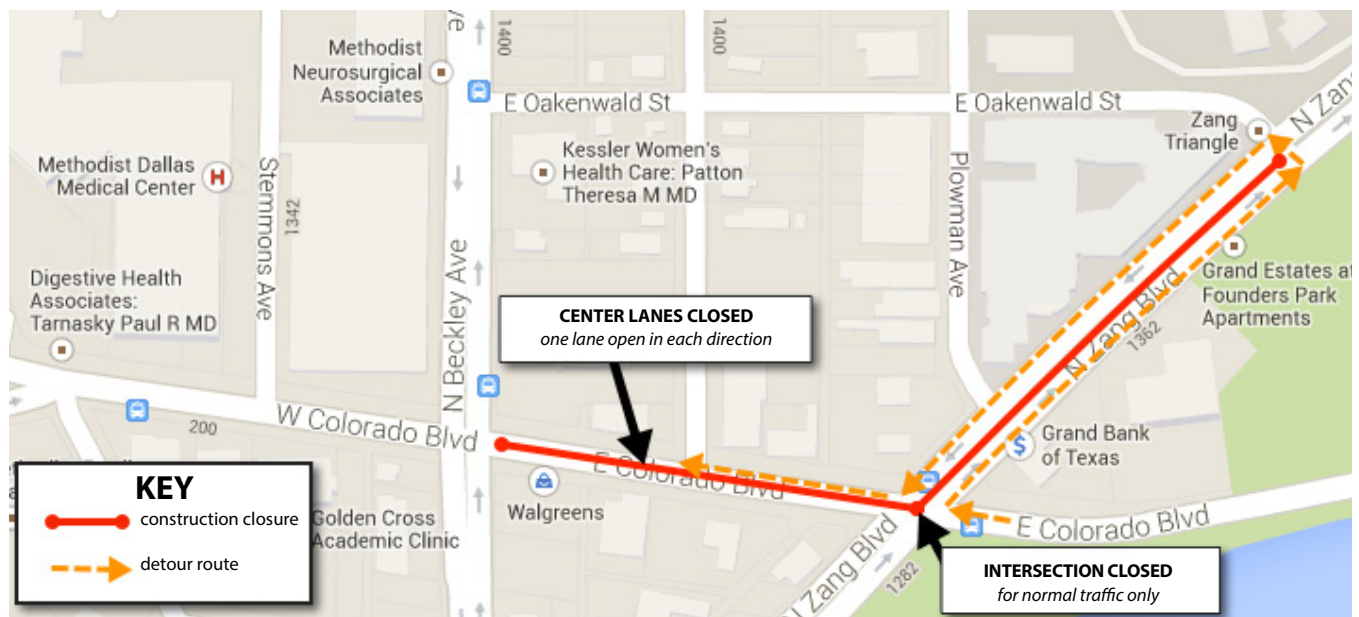 Methodist
Neurosurgical
Associates
1400
1400
E Oakenwald St
E Oakenwald St
N Zang
Zang
Triangle
Methodist Dallas
Medical Center
H
Stemmons Ave
1342
Kessler Women's
Health Care: Patton
Theresa M MD
Plowman Ave
Digestive Health
Associates:
Tarnasky Paul R MD
N Beckley Ave
CENTER LANES CLOSED
one lane open in each direction
Grand Estates at
Founders Park
Apartments
N Zang Blvd
1362
W Colorado Blvd
200
E Colorado Blvd
$
Grand Bank
of Texas
KEY
construction closure
detour route
Golden Cross
Academic Clinic
Walgreens
E Colorado Blvd
N Zang Blvd
1282
INTERSECTION CLOSED
for normal traffic only